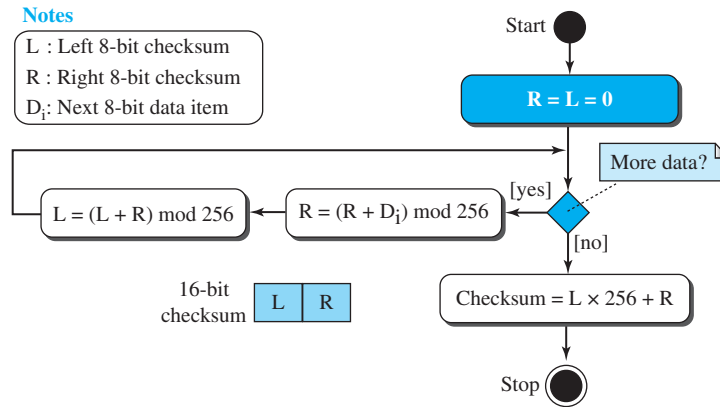 Notes
L : Left 8-bit checksum
R : Right 8-bit checksum
Di: Next 8-bit data item
Start
R = L = 0
More data?
[yes]
L = (L + R) mod 256
R = (R + Di) mod 256
[no]
16-bit
checksum
L R
Checksum = L × 256 + R
Stop